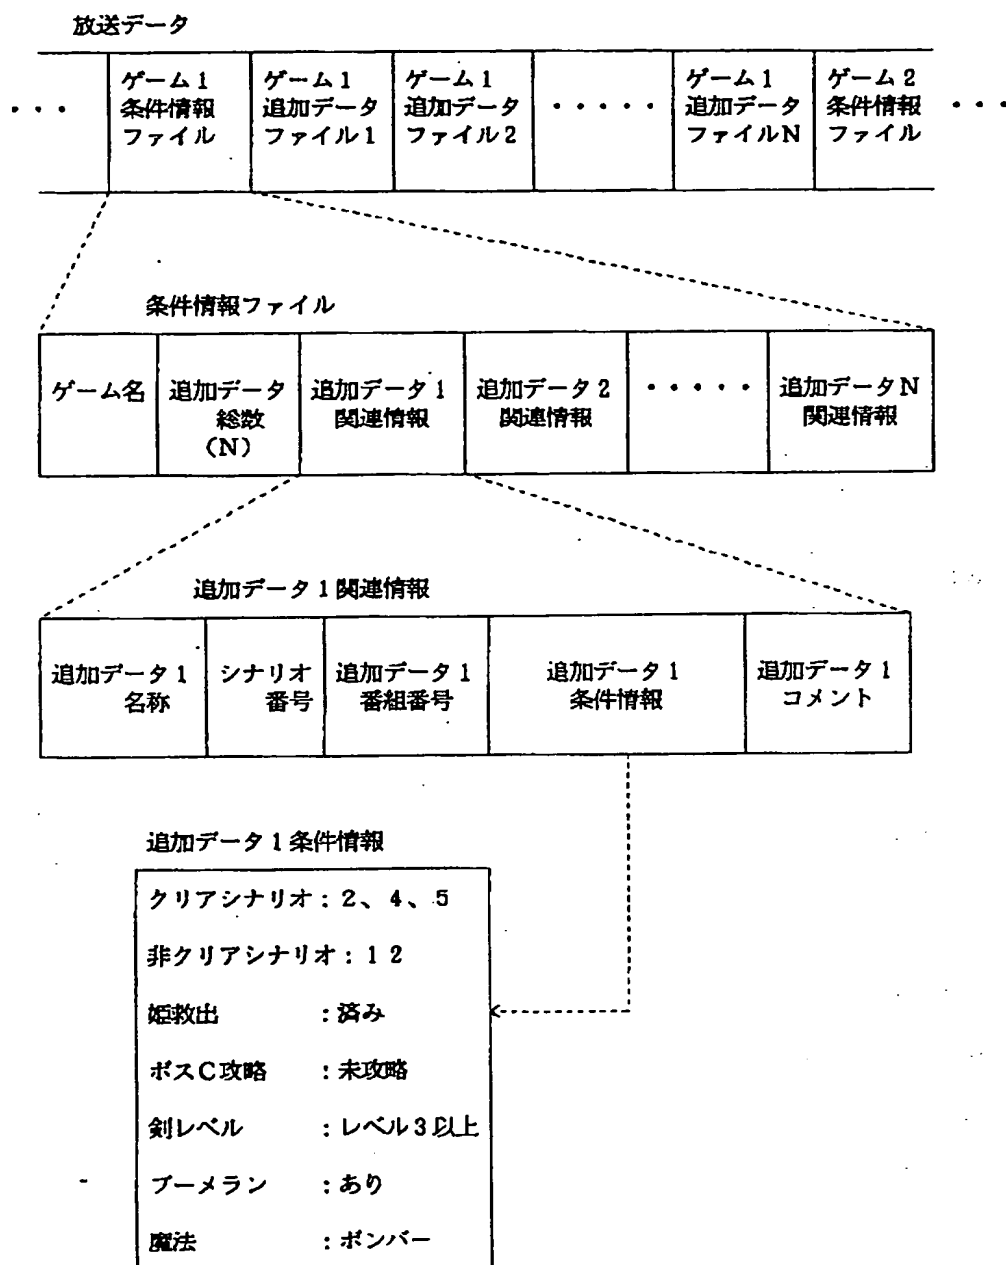 放送データ
・・・
ゲーム1
条件情報
ファイル
ゲーム1
追加データ
ファイル1
ゲーム1
追加データ
ファイル2
・・・・・
ゲーム1
追加データ
ファイルN
ゲーム2
条件情報
ファイル
・・・
条件情報ファイル
ゲーム名
追加データ
総数
(N)
追加データ1
関連情報
追加データ2
関連情報
・・・・・
追加データN
関連情報
追加データ1関連情報
追加データ1
名称
シナリオ
番号
追加データ1
番組番号
追加データ1
条件情報
追加データ1
コメント
追加データ1条件情報
クリアシナリオ:2、4、5
非クリアシナリオ:12
姫救出 :済み
ボスC攻略 :未攻略
剣レベル :レベル3以上
ブーメラン :あり
魔法 :ボンバー